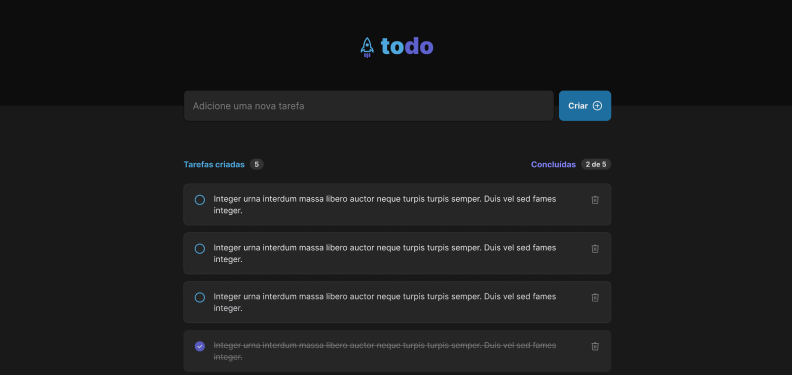 todo
Adicione uma nova tarefa
Criar
Tarefas criadas 5
Concluídas 2 de 5
Integer urna interdum massa libero auctor neque turpis turpis semper. Duis vel sed fames
integer.
Integer urna interdum massa libero auctor neque turpis turpis semper. Duis vel sed fames
integer.
Integer urna interdum massa libero auctor neque turpis turpis semper. Duis vel sed fames
integer.
Integer urna interdum massa libero auctor neque turpis turpis semper. Duis vel sed fames
integer.